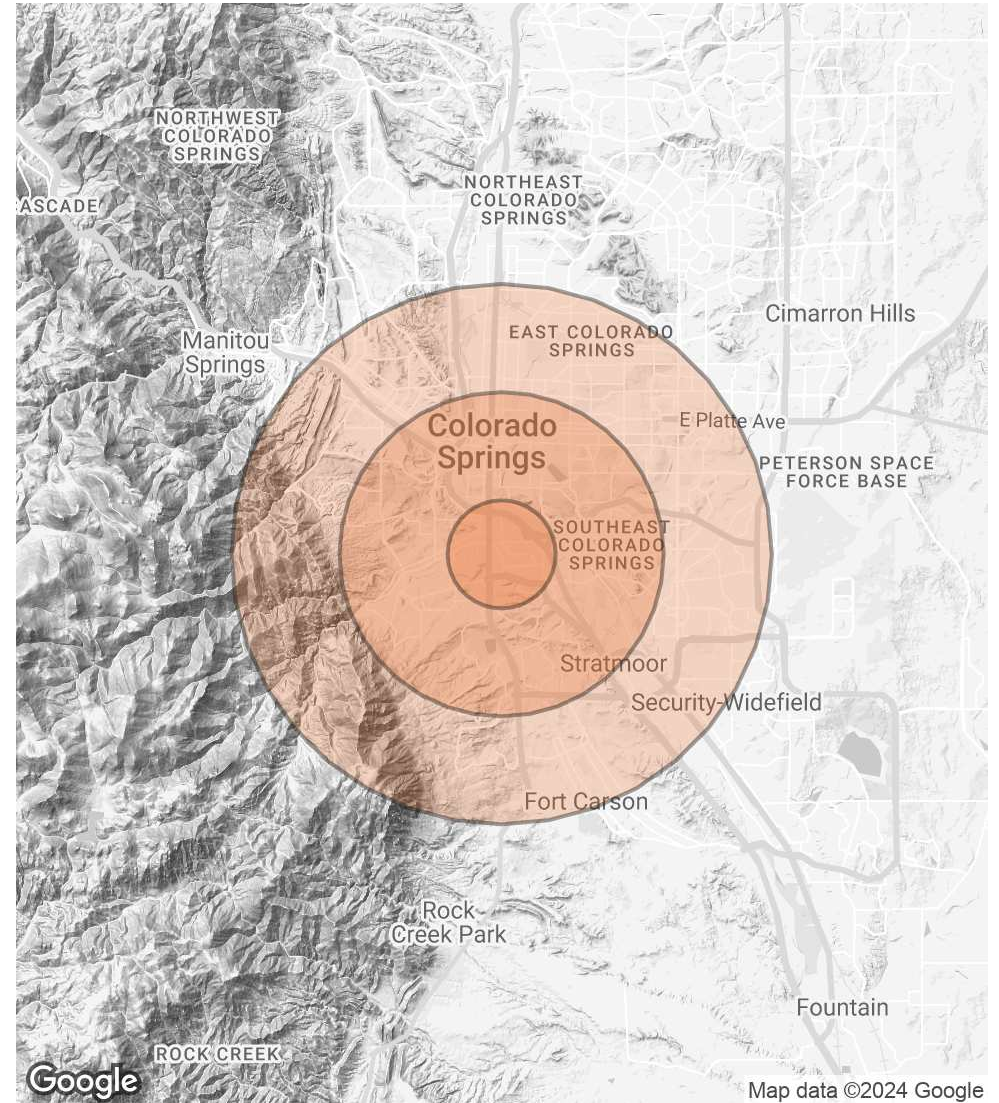 NORTHWEST
COLORADO
SPRINGS
NORTHEAST
COLORADO
SPRINGS
ASCADE
Cimarron Hills
EAST COLORADO
SPRINGS
Manitou
Springs
E Platte Ave
Colorado
Springs
PETERSON SPACE
FORCE BASE
SOUTHEAST
COLORADO
SPRINGS
Stratmoor
Security-Widefield
Fort Carson
Rock
Creek Park
Fountain
ROCK CREEK
Google
Map data ©2024 Google